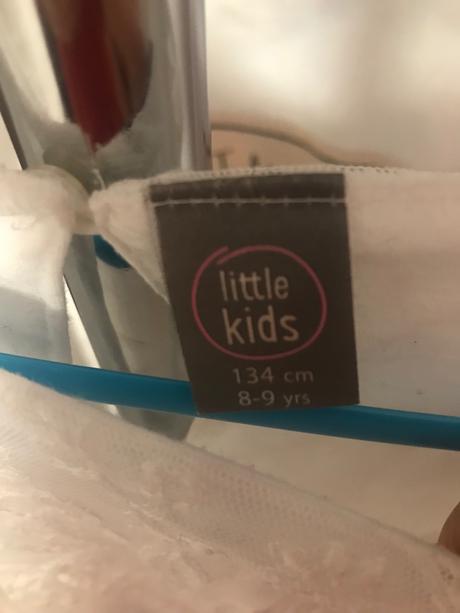 little
kids
134 cm
8-9 yrs